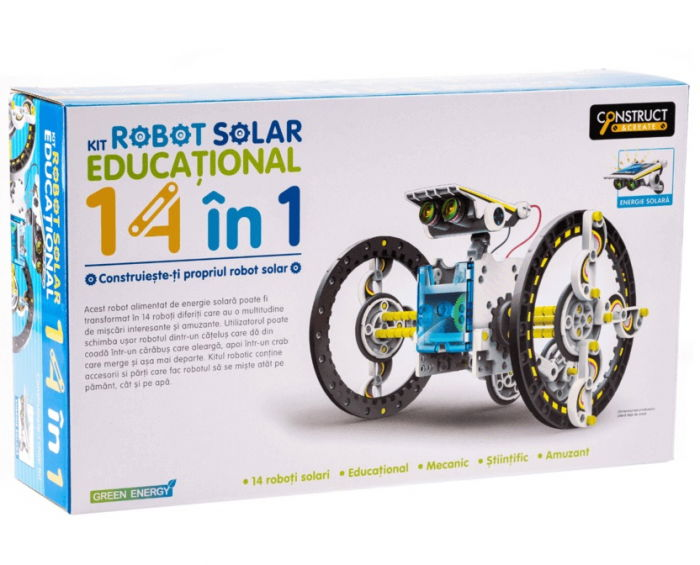 KIT ROBOT SOLAR
EDUCAȚIONAL
14 în 1
Construiește-ți propriul robot solar
Acest robot alimentat de energie solară poate fi
transformat în 14 roboți diferiți care au o multitudine
de mișcări interesante și amuzante. Utilizatorul poate
schimba ușor robotul dintr-un cățeluș care dă din
coadă într-un cărăbuș care aleargă, apoi într-un crab
care merge și așa mai departe. Kitul robotic conține
accesorii si părți care fac robotul să se miște atât pe
pământ, cât și pe apă.
GREEN ENERGY
• 14 roboți solari • Educațional • Mecanic • Științific • Amuzant
CONSTRUCT
& CREATE
ENERGIE SOLARĂ
KIT ROBOT SOLAR
EDUCAȚIONAL
14 în 1